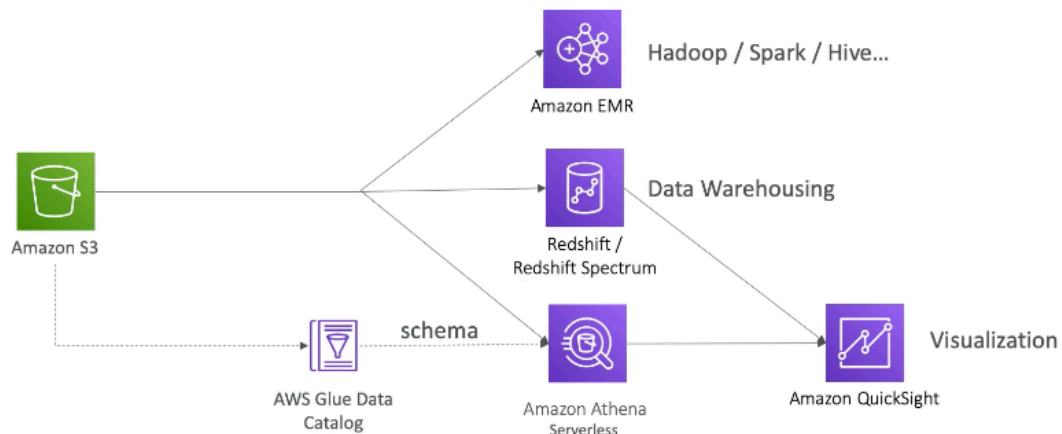 Hadoop / Spark / Hive...
Amazon EMR
Data Warehousing
Amazon S3
Redshift /
Redshift Spectrum
schema
Visualization
AWS Glue Data
Catalog
Amazon Athena
Serverless
Amazon QuickSight